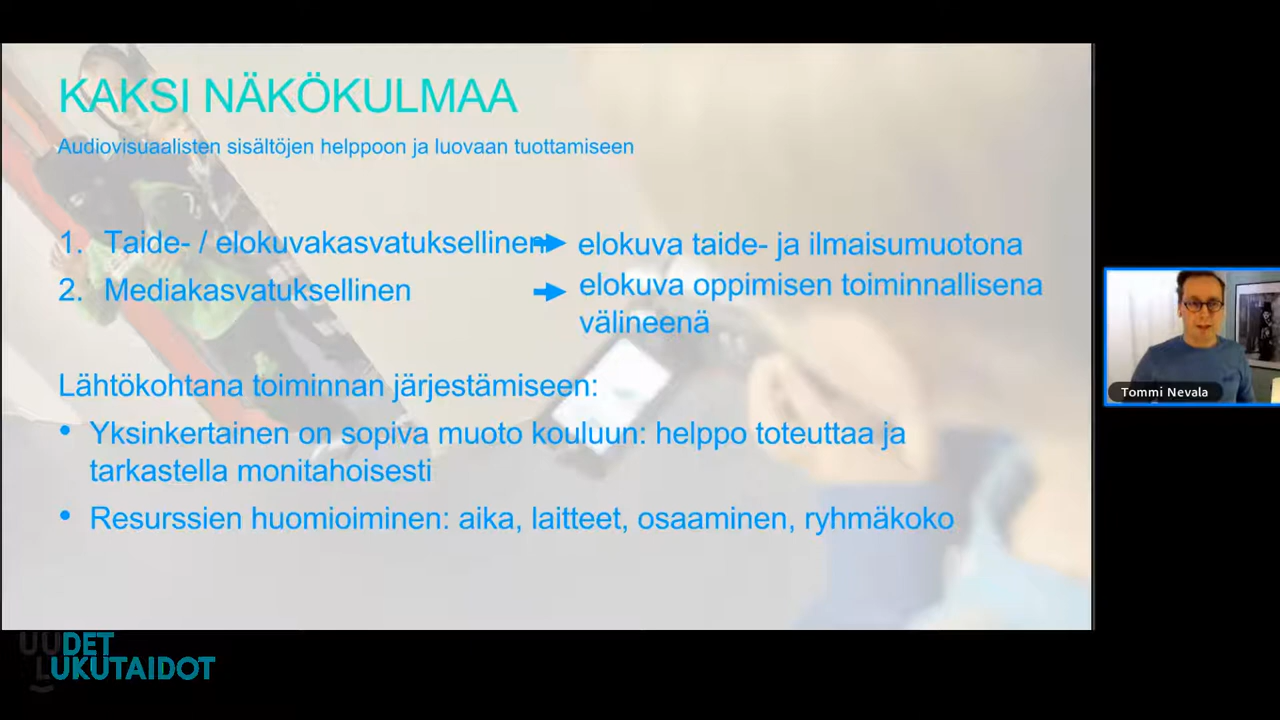 KAKSI NÄKÖKULMAA
Audiovisuaalisten sisältöjen helppoon ja luovaan tuottamiseen
1. Taide- / elokuvakasvatuksellinen
elokuva taide- ja ilmaisumuotona
2. Mediakasvatuksellinen
elokuva oppimisen toiminnallisena
välineenä
Lähtökohtana toiminnan järjestämiseen:
• Yksinkertainen on sopiva muoto kouluun: helppo toteuttaa ja
tarkastella monitahoisesti
• Resurssien huomioiminen: aika, laitteet, osaaminen, ryhmäkoko
Tommi Nevala
UUDET
LUKUTAIDOT